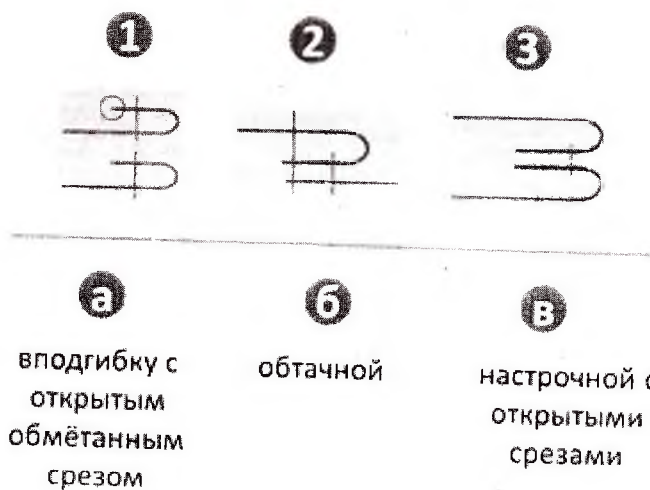 1 2 3
а б в
вподгибку с
открытым
обмётанным
срезом
обтачной
настрочной с
открытыми
срезами